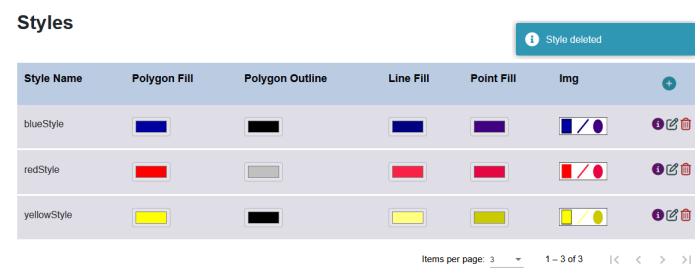 Styles
Style deleted
Style Name Polygon Fill Polygon Outline Line Fill Point Fill Img
blueStyle
redStyle
yellowStyle
Items per page: 3 1 – 3 of 3